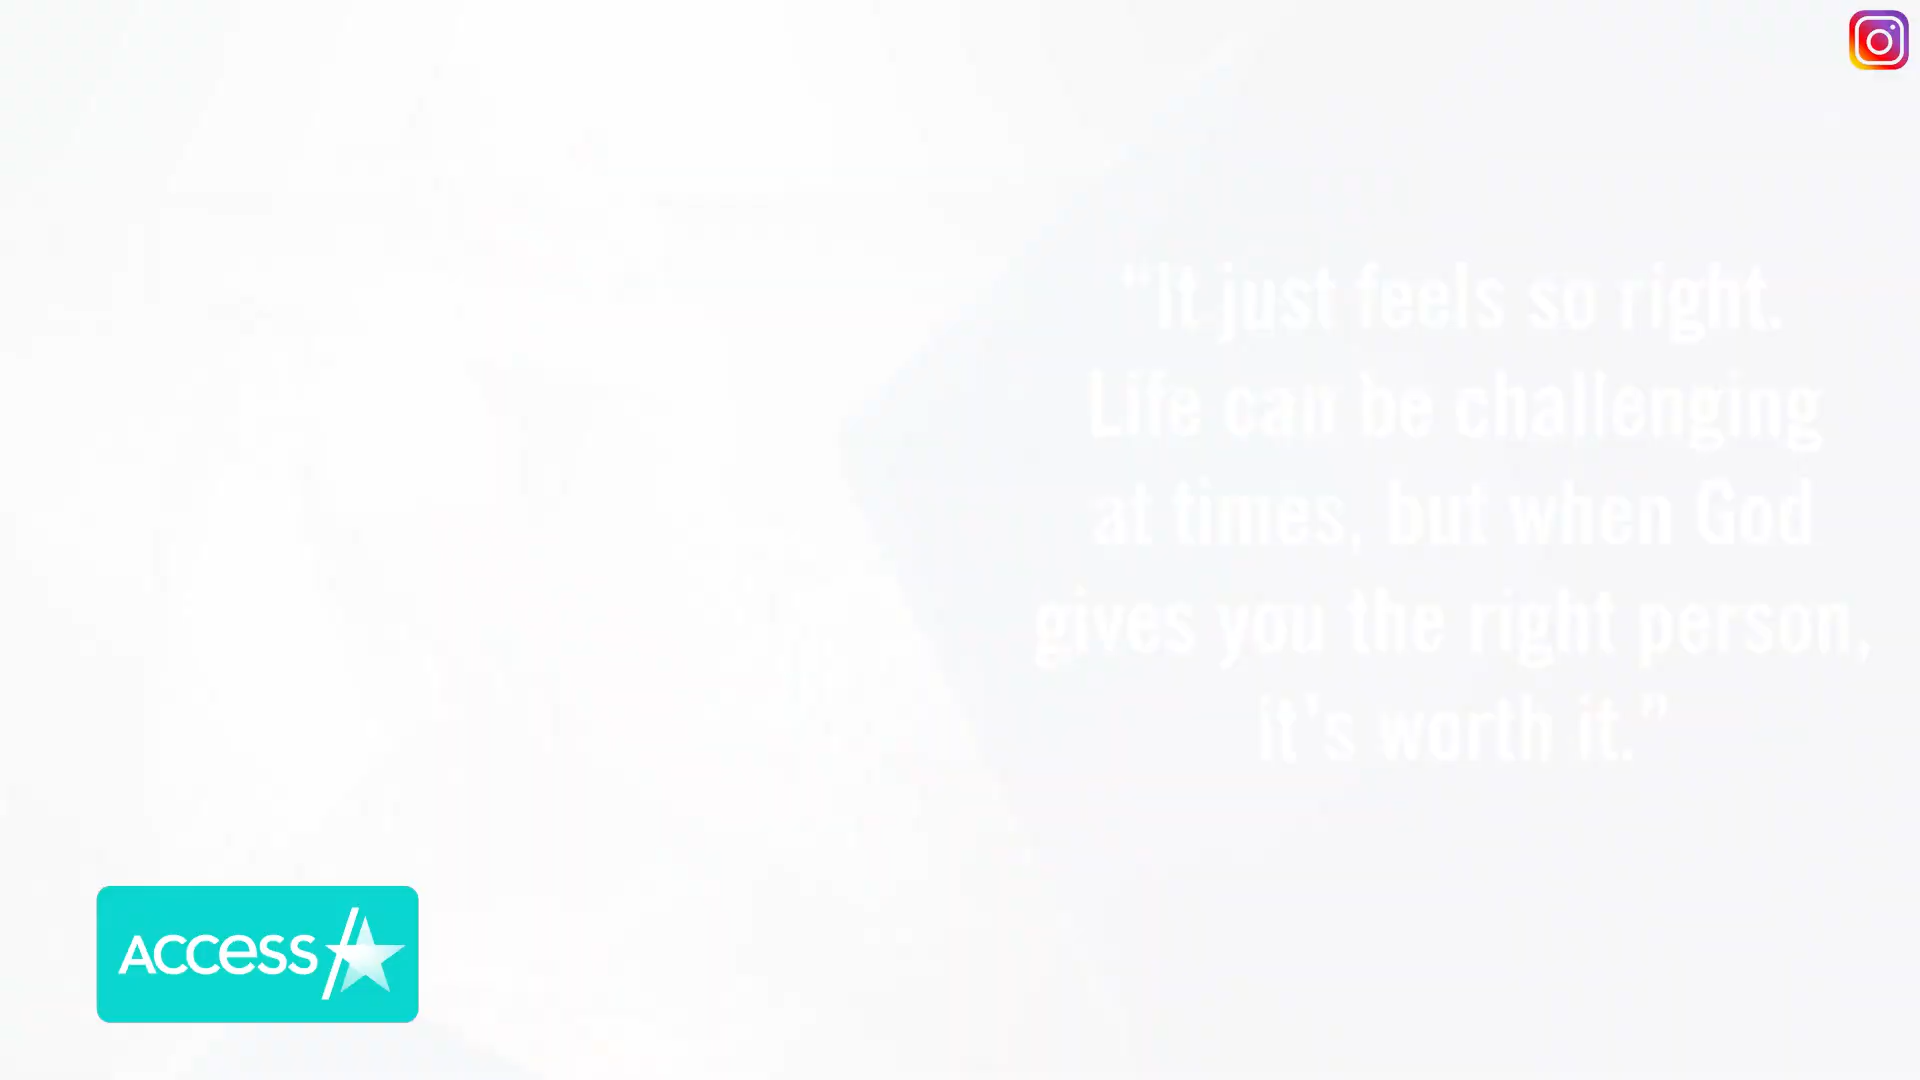 "It just feels so right.
Life can be challenging
at times, but when God
gives you the right person,
it's worth it."
access